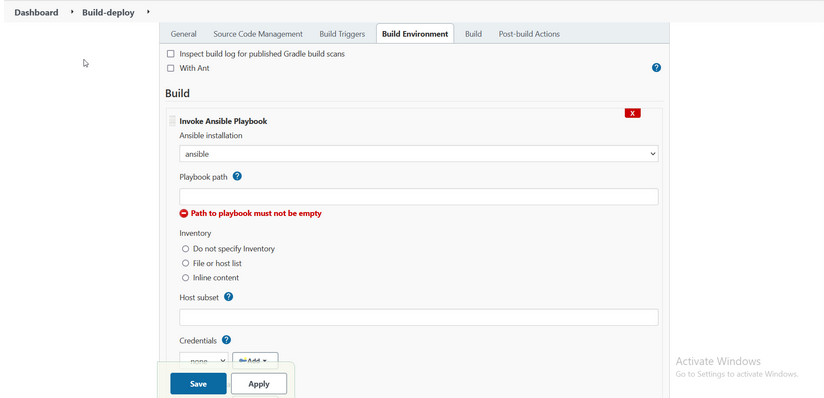 Dashboard
Build-deploy
General Source Code Management Build Triggers Build Environment Build Post-build Actions
Inspect build log for published Gradle build scans
With Ant
?
Build
X
Invoke Ansible Playbook
Ansible installation
ansible
Playbook path ?
Path to playbook must not be empty
Inventory
Do not specify Inventory
File or host list
Inline content
Host subset ?
Credentials ?
none Add
Save Apply
Activate Windows
Go to Settings to activate Windows.